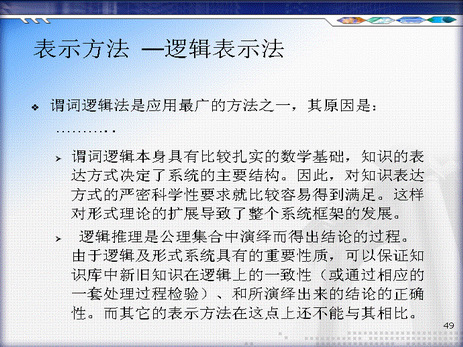 表示方法 —逻辑表示法
谓词逻辑法是应用最广的方法之一，其原因是：
………..
谓词逻辑本身具有比较扎实的数学基础，知识的表
达方式决定了系统的主要结构。因此，对知识表达
方式的严密科学性要求就比较容易得到满足。这样
对形式理论的扩展导致了整个系统框架的发展。
逻辑推理是公理集合中演绎而得出结论的过程。
由于逻辑及形式系统具有的重要性质，可以保证知
识库中新旧知识在逻辑上的一致性（或通过相应的
一套处理过程检验）、和所演绎出来的结论的正确
性。而其它的表示方法在这点上还不能与其相比。
49